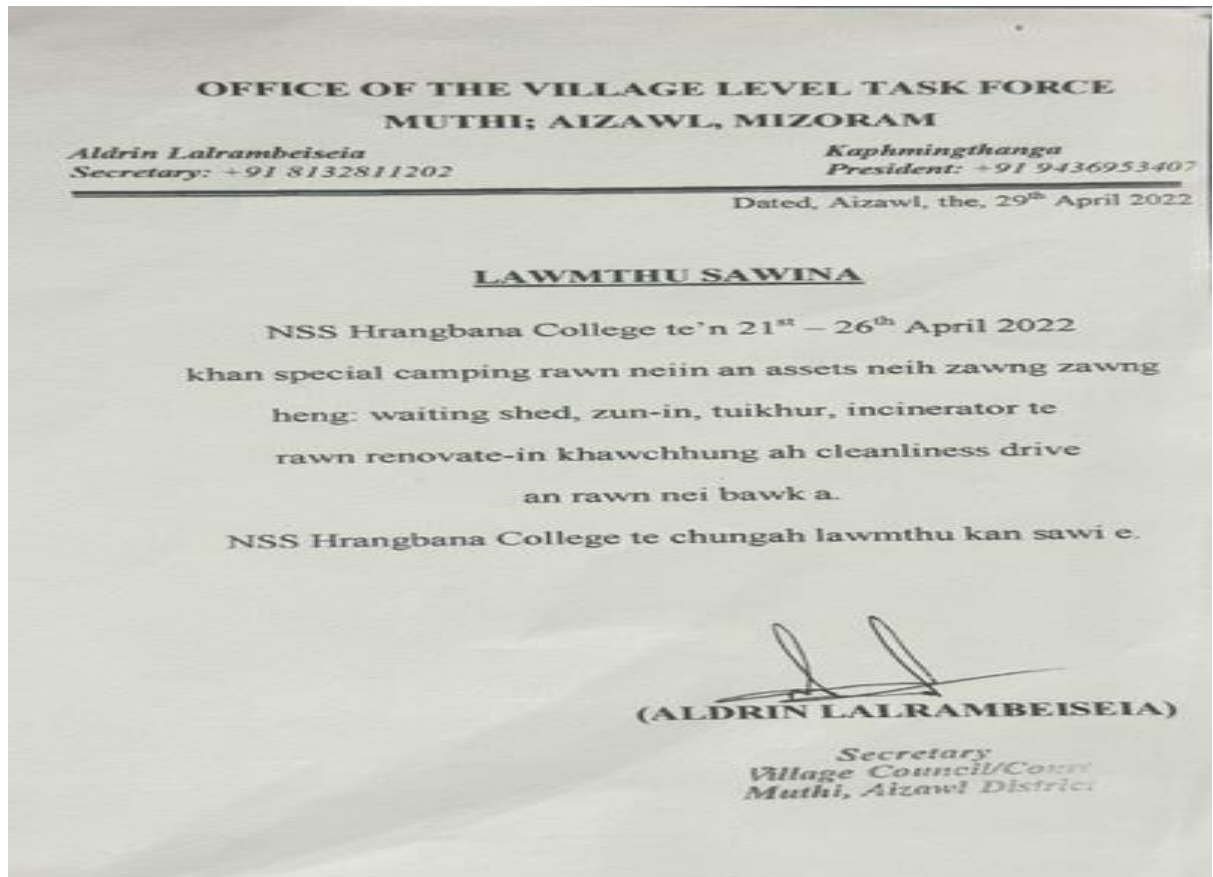 OFFICE OF THE VILLAGE LEVEL TASK FORCE
MUTHI; AIZAWL, MIZORAM
Aldrin Lalrambeiseia Kaphmingthanga
Secretary: +91 8132811202 President: +91 9436953407
Dated, Aizawl, the, 29th April 2022
LAWMTHU SAWINA
NSS Hrangbana College te'n 21st – 26th April 2022
khan special camping rawn neiin an assets neih zawng zawng
heng: waiting shed, zun-in, tuikhur, incinerator te
rawn renovate-in khawchhung ah cleanliness drive
an rawn nei bawk a.
NSS Hrangbana College te chungah lawmthu kan sawi e.
(ALDRIN LALRAMBEISEIA)
Secretary
Village Council/Court
Muthi, Aizawl District